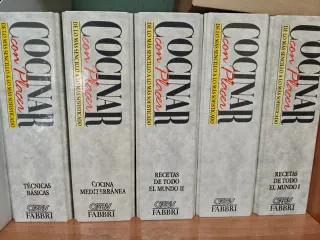 COCINAR
con Placer
DE LO MÁS SENCILLO A LO MÁS SOFISTICADO
TÉCNICAS
BÁSICAS
FABBRI
COCINAR
con Placer
DE LO MÁS SENCILLO A LO MÁS SOFISTICADO
COCINA
MEDITERRÁNEA
FABBRI
COCINAR
con Placer
DE LO MÁS SENCILLO A LO MÁS SOFISTICADO
RECETAS
DE TODO
EL MUNDO II
FABBRI
COCINAR
con Placer
DE LO MÁS SENCILLO A LO MÁS SOFISTICADO
FABBRI
COCINAR
con Placer
DE LO MÁS SENCILLO A LO MÁS SOFISTICADO
RECETAS
DE TODO
EL MUNDO I
FABBRI